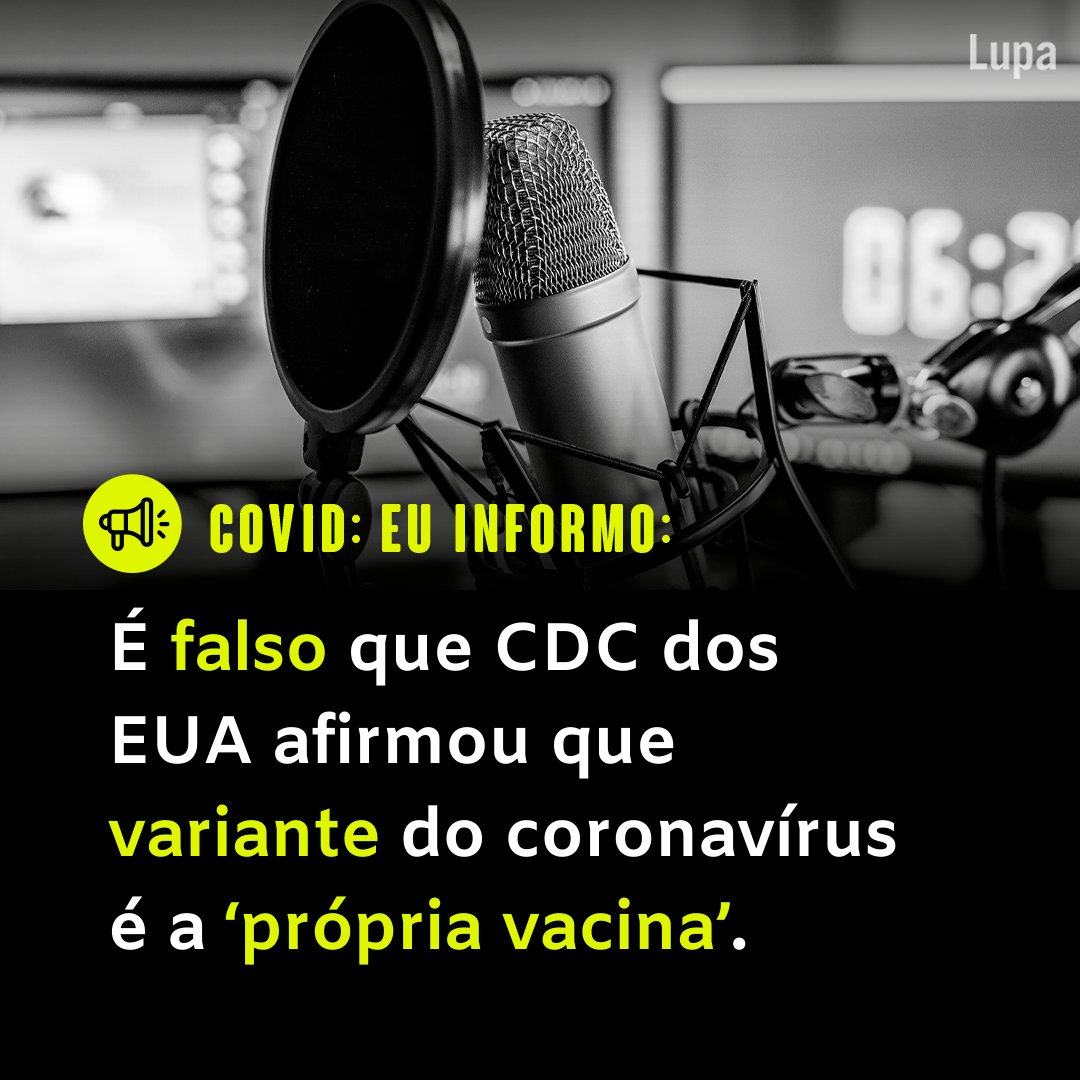 Lupa
COVID: EU INFORMO:
É falso que CDC dos
EUA afirmou que
variante do coronavírus
é a ‘própria vacina’.